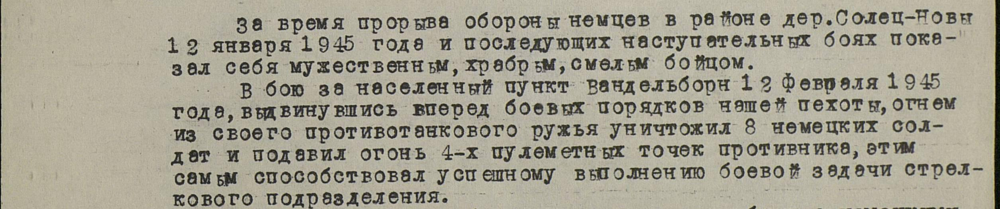 За время прорыва обороны немцев в районе дер.Солец-Новы
12 января 1945 года и последующих наступательных боях пока-
зал себя мужественным, храбрым, смелым бойцом.
В бою за населенный пункт Вандельборн 12 Февраля 1945
года, выдвинувшись вперед боевых порядков нашей пехоты, огнем
из своего противотанкового ружья уничтожил 8 немецких сол-
дат и подавил огонь 4-х пулеметных точек противника, этим
самым способствовал успешному выполнению боевой задачи стрел-
кового подразделения.